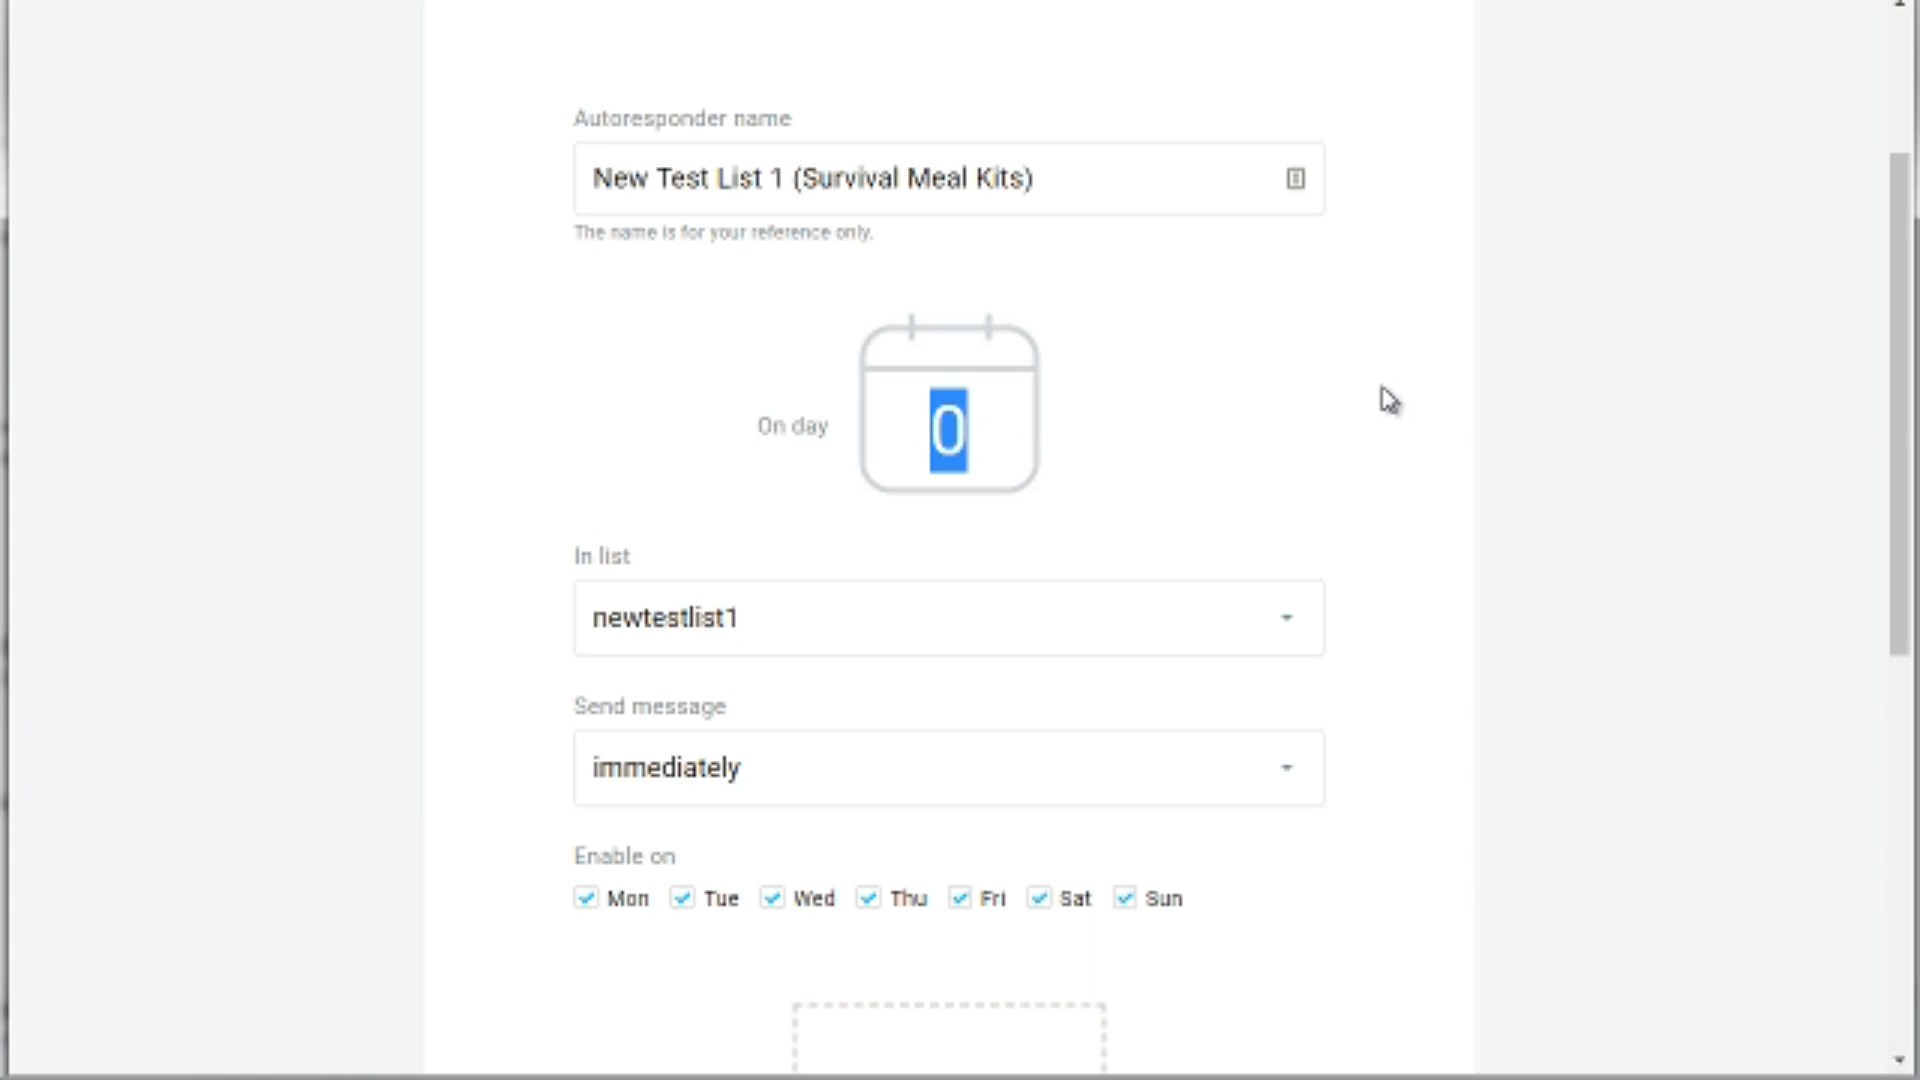 Autoresponder name
New Test List 1 (Survival Meal Kits)
The name is for your reference only.
On day
0
In list
newtestlist1
Send message
immediately
Enable on
Mon Tue Wed Thu Fri Sat Sun